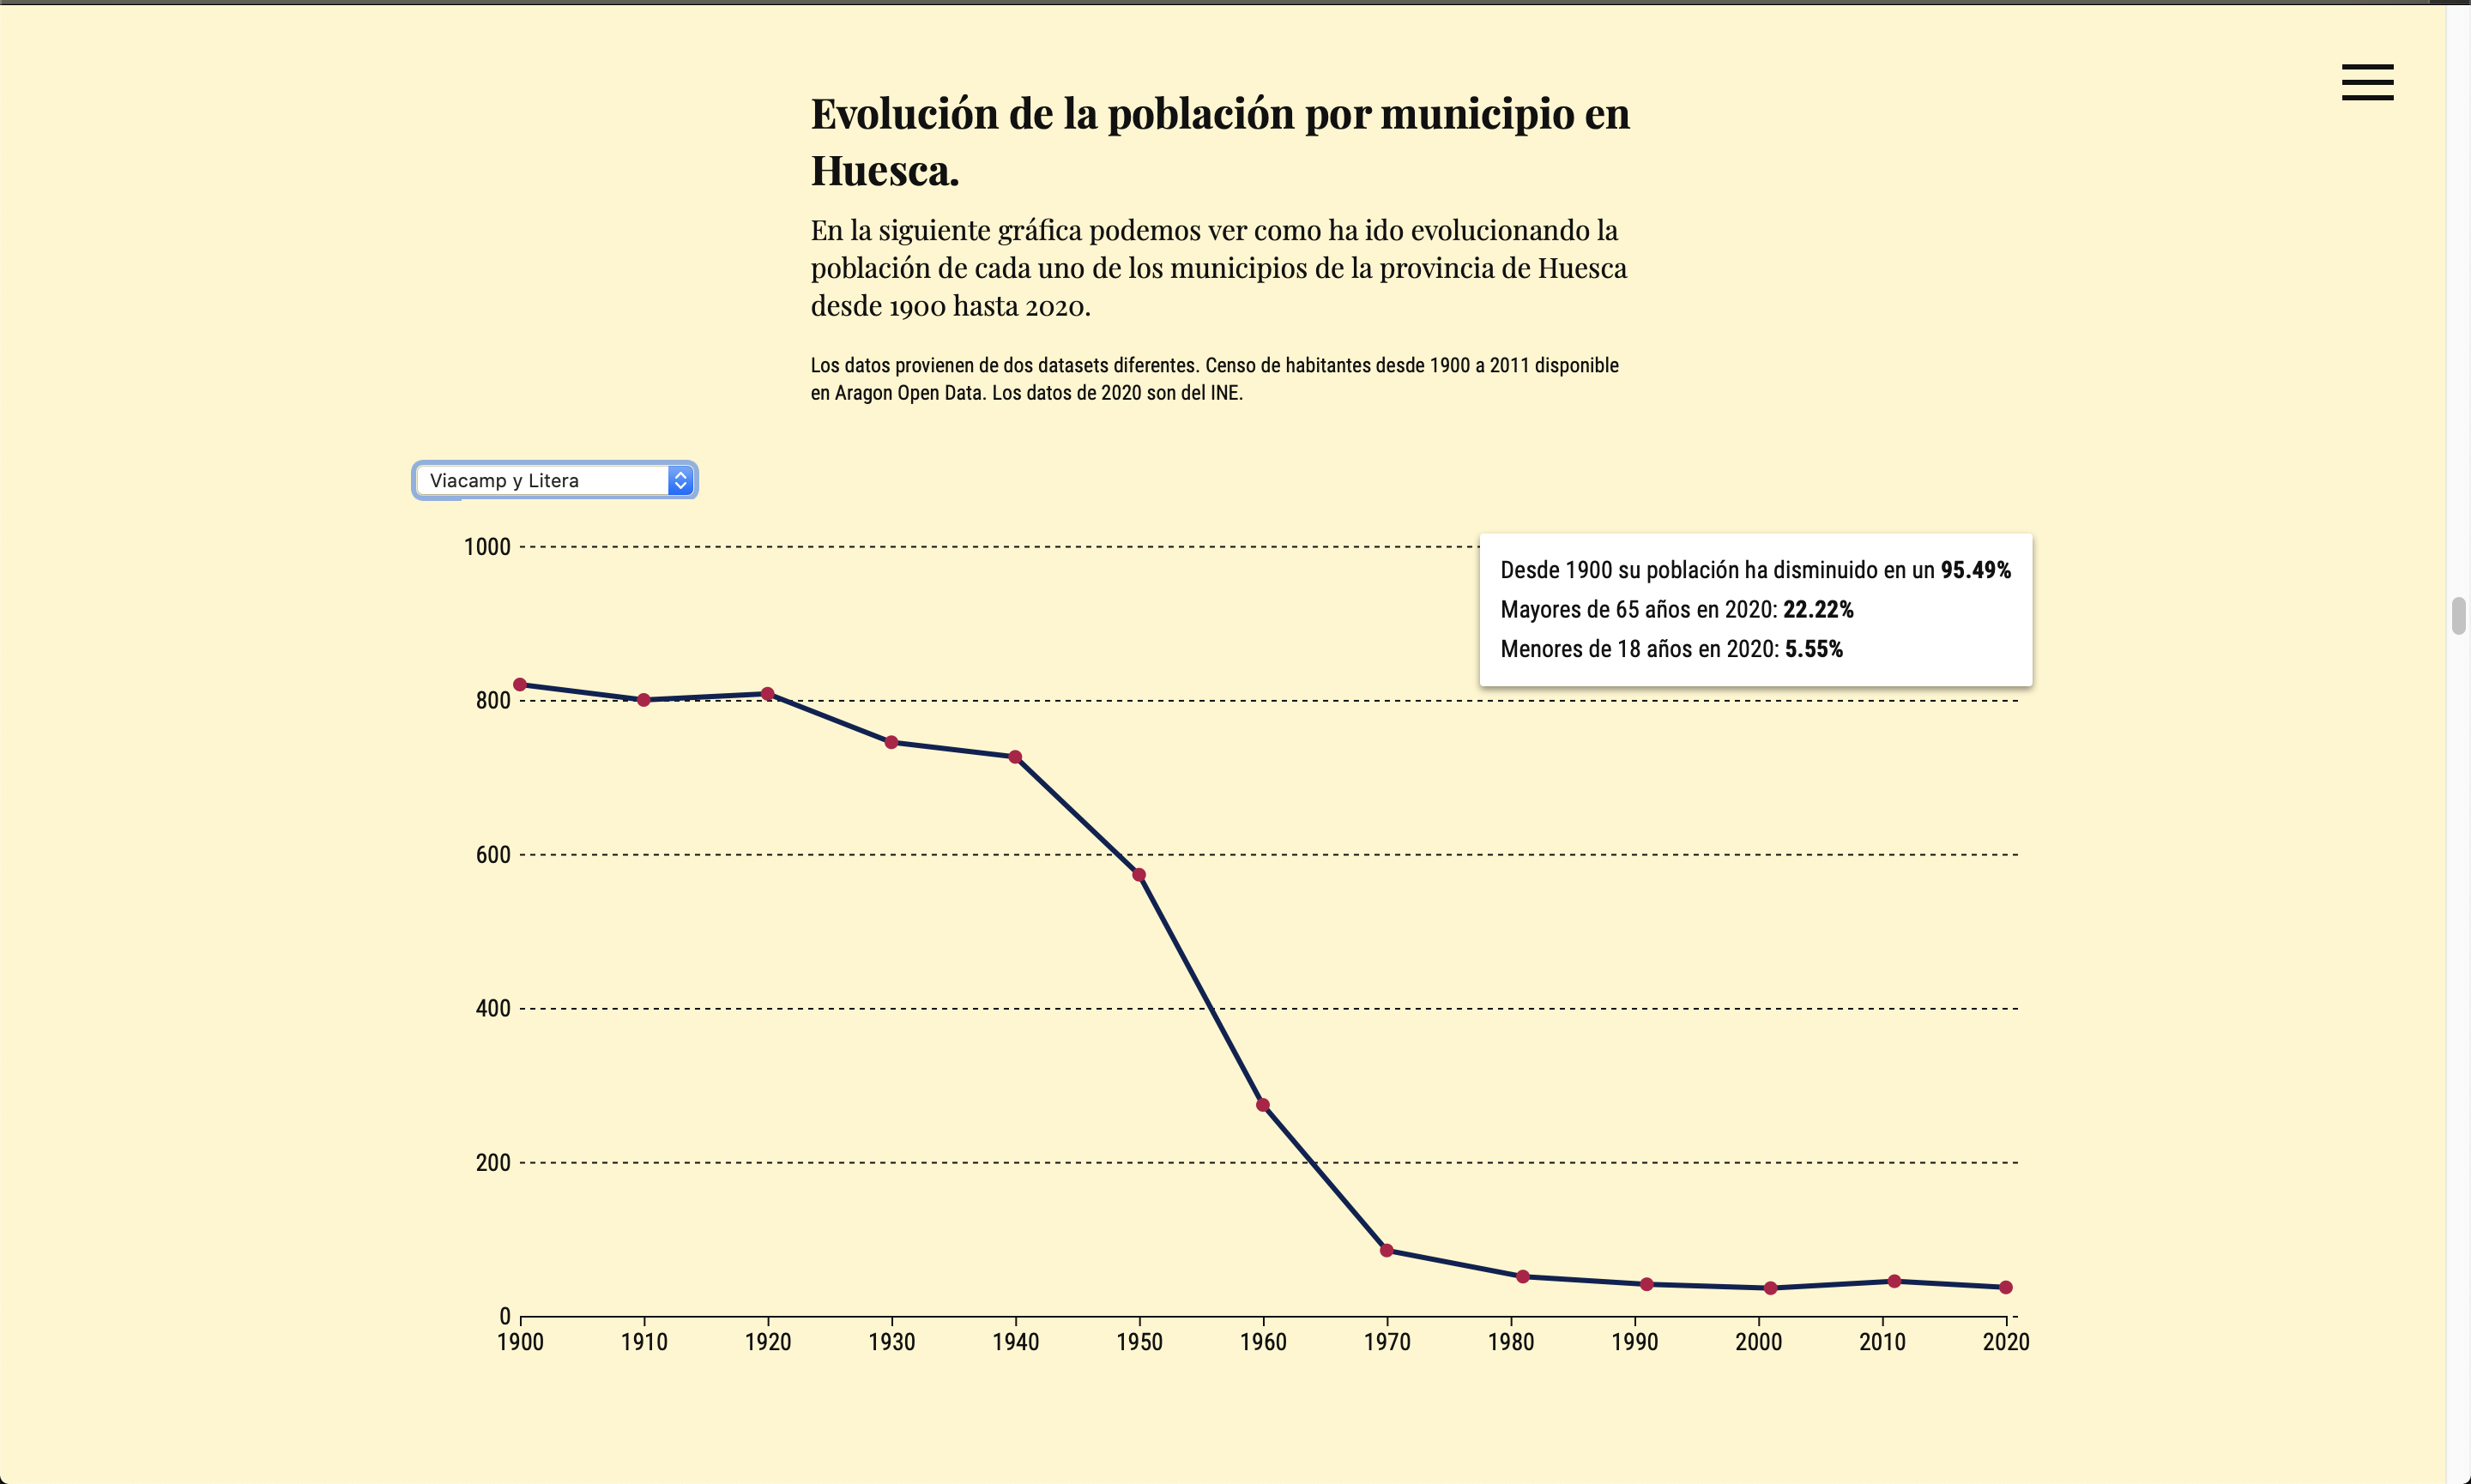 Evolución de la población por municipio en
Huesca.
En la siguiente gráfica podemos ver como ha ido evolucionando la
población de cada uno de los municipios de la provincia de Huesca
desde 1900 hasta 2020.
Los datos provienen de dos datasets diferentes. Censo de habitantes desde 1900 a 2011 disponible
en Aragon Open Data. Los datos de 2020 son del INE.
Viacamp y Litera
Desde 1900 su población ha disminuido en un 95.49%
Mayores de 65 años en 2020: 22.22%
Menores de 18 años en 2020: 5.55%
1000
800
600
400
200
0
1900 1910 1920 1930 1940 1950 1960 1970 1980 1990 2000 2010 2020